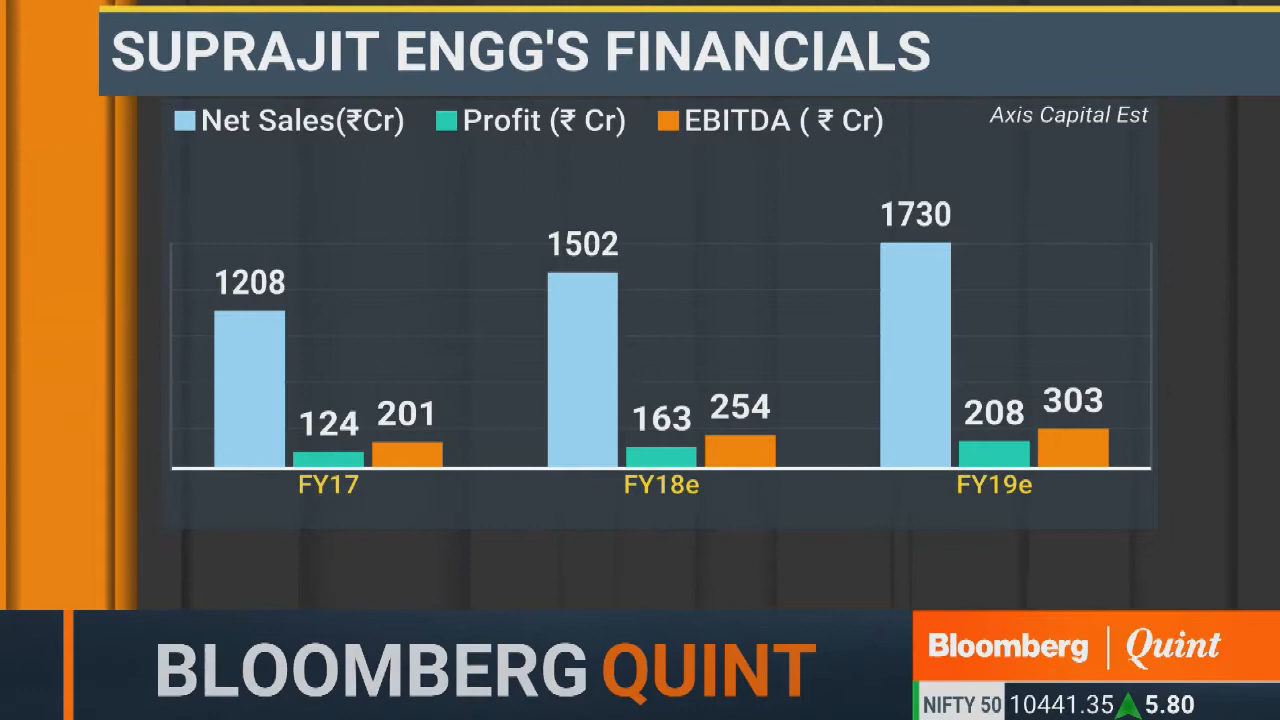 SUPRAJIT ENGG'S FINANCIALS
Net Sales(₹Cr) Profit (₹ Cr) EBITDA ( ₹ Cr) Axis Capital Est
1208 124 201 1502 163 254 1730 208 303
FY17 FY18e FY19e
BLOOMBERG QUINT
Bloomberg | Quint
NIFTY 50 10441.35 5.80